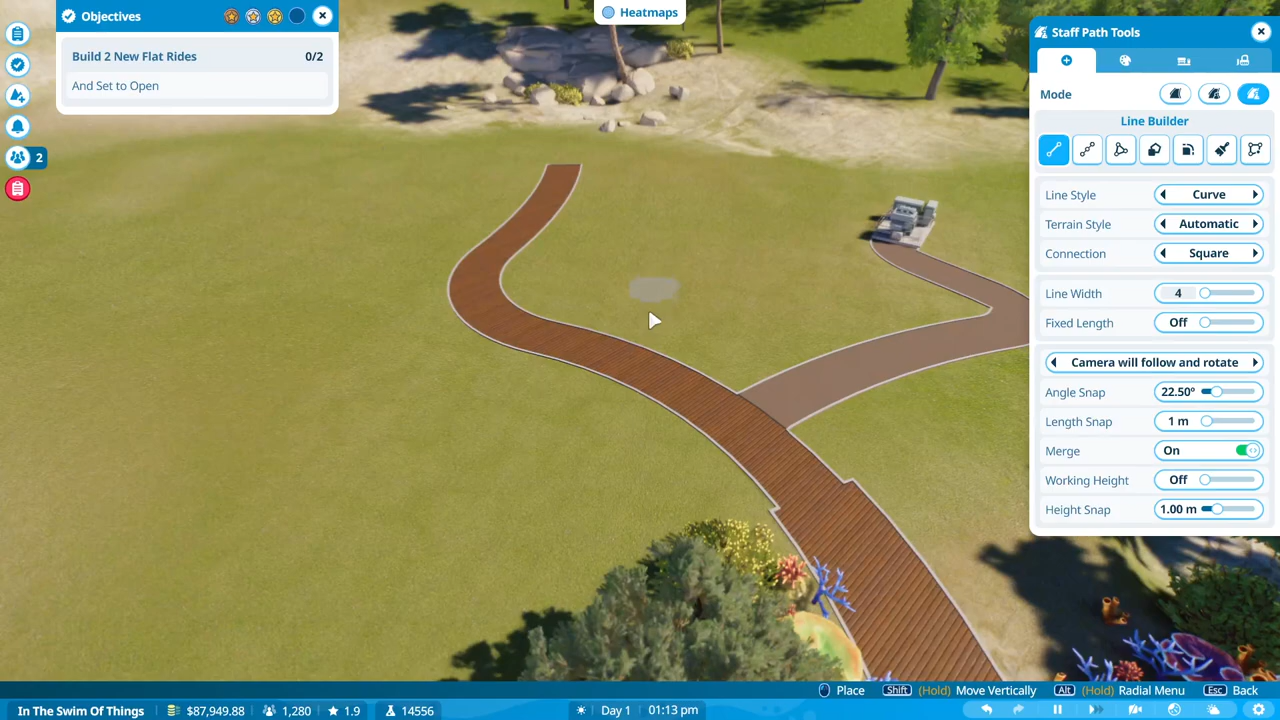 Objectives
Build 2 New Flat Rides 0/2
And Set to Open
Heatmaps
2
Staff Path Tools
Mode
Line Builder
Line Style Curve
Terrain Style Automatic
Connection Square
Line Width 4
Fixed Length Off
Camera will follow and rotate
Angle Snap 22.50°
Length Snap 1 m
Merge On
Working Height Off
Height Snap 1.00 m
Place Shift (Hold) Move Vertically Alt (Hold) Radial Menu Esc Back
In The Swim Of Things $87,949.88 1,280 1.9 14556 Day 1 01:13 pm